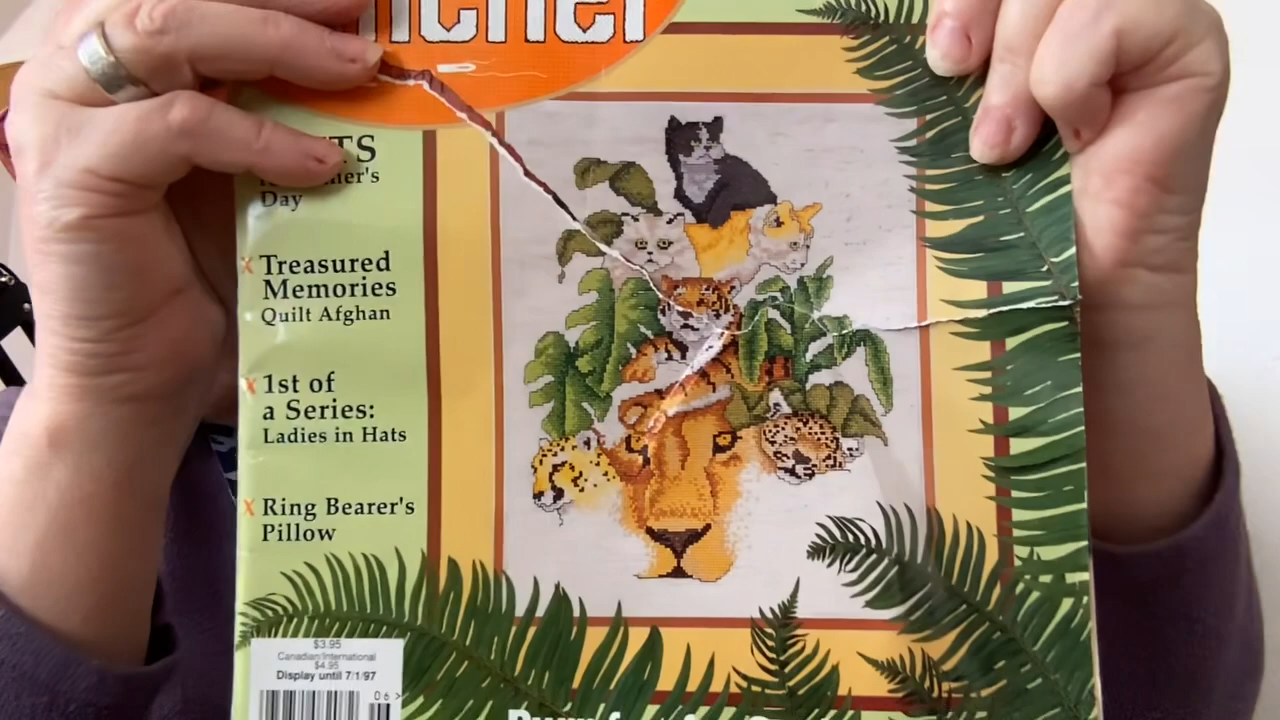 Day
Treasured
Memories
Quilt Afghan
1st of
a Series:
Ladies in Hats
Ring Bearer's
Pillow
$3.95
Canadian/International
$4.95
Display until 7/1/97
06 >